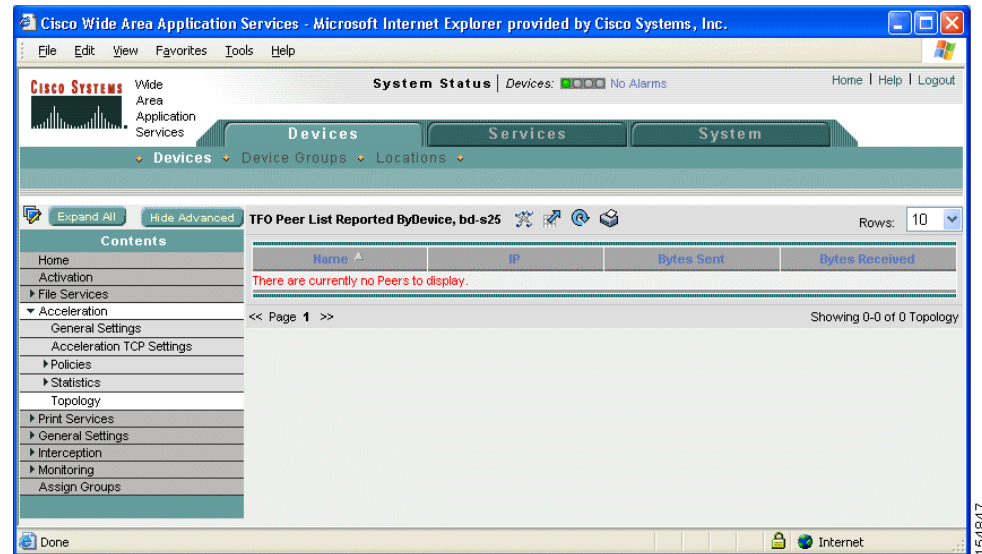 Cisco Wide Area Application Services - Microsoft Internet Explorer provided by Cisco Systems, Inc.
File Edit View Favorites Tools Help
CISCO SYSTEMS
Wide
Area
Application
Services
System Status | Devices: No Alarms
Home | Help | Logout
Devices Services System
Devices Device Groups Locations
Expand All Hide Advanced
TFO Peer List Reported ByDevice, bd-s25
Rows: 10
Contents
Name IP Bytes Sent Bytes Received
Home
There are currently no Peers to display.
Activation
File Services
Acceleration
<< Page 1 >>
Showing 0-0 of 0 Topology
General Settings
Acceleration TCP Settings
Policies
Statistics
Topology
Print Services
General Settings
Interception
Monitoring
Assign Groups
Done
Internet
154847